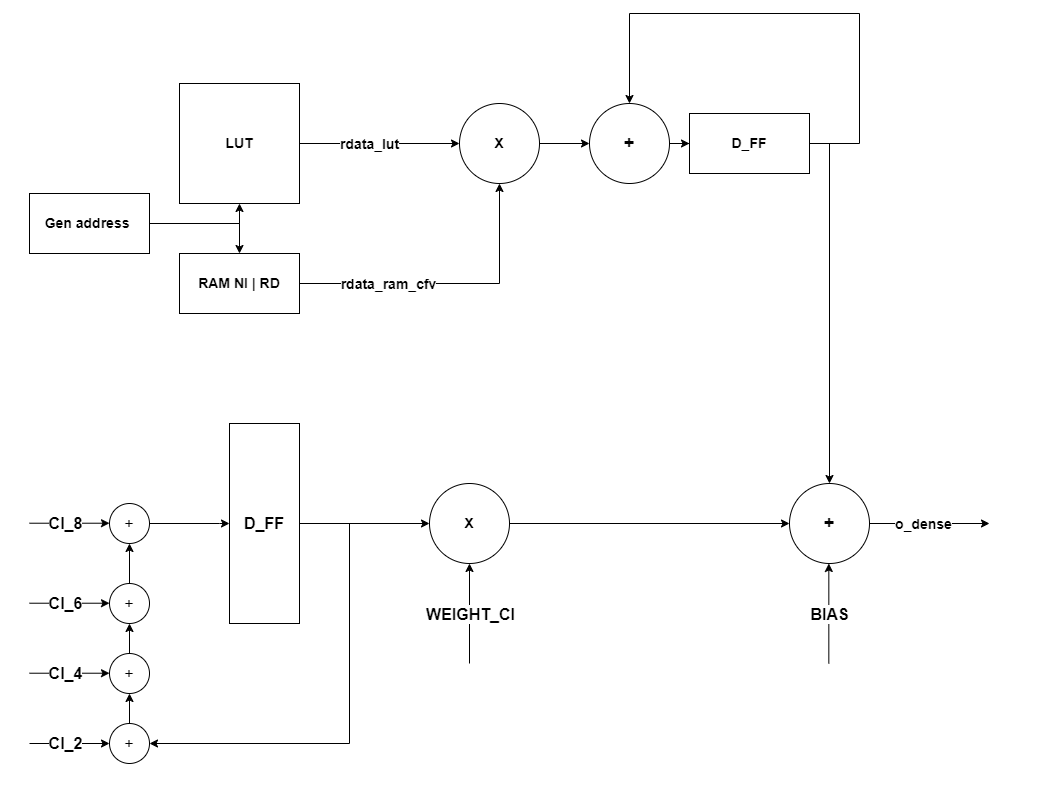 LUT
rdata_lut
X
+
D_FF
Gen address
RAM NI | RD
rdata_ram_cfv
CI_8
+
D_FF
X
+
o_dense
CI_6
+
WEIGHT_CI
BIAS
CI_4
+
CI_2
+